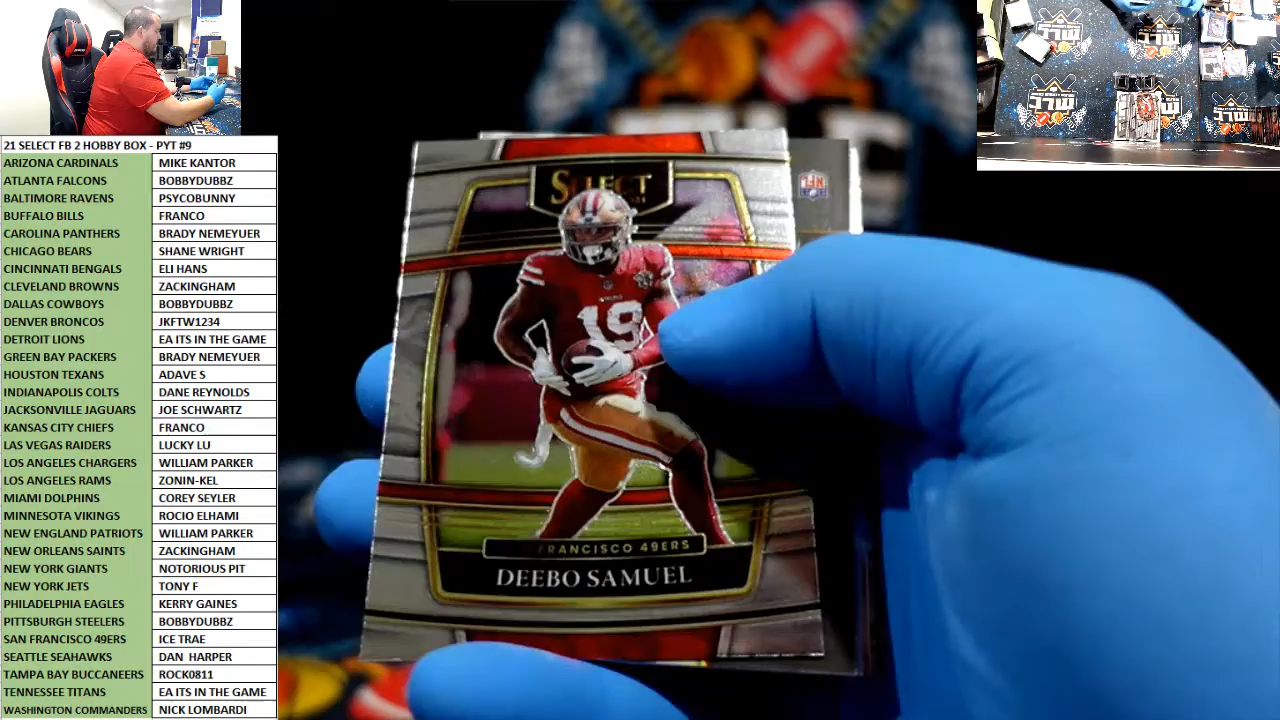 21 SELECT FB 2 HOBBY BOX - PYT #9
ARIZONA CARDINALS MIKE KANTOR
ATLANTA FALCONS BOBBYDUBBZ
BALTIMORE RAVENS PSYCOBUNNY
BUFFALO BILLS FRANCO
CAROLINA PANTHERS BRADY NEMEYUER
CHICAGO BEARS SHANE WRIGHT
CINCINNATI BENGALS ELI HANS
CLEVELAND BROWNS ZACKINGHAM
DALLAS COWBOYS BOBBYDUBBZ
DENVER BRONCOS JKFTW1234
DETROIT LIONS EA ITS IN THE GAME
GREEN BAY PACKERS BRADY NEMEYUER
HOUSTON TEXANS ADAVE S
INDIANAPOLIS COLTS DANE REYNOLDS
JACKSONVILLE JAGUARS JOE SCHWARTZ
KANSAS CITY CHIEFS FRANCO
LAS VEGAS RAIDERS LUCKY LU
LOS ANGELES CHARGERS WILLIAM PARKER
LOS ANGELES RAMS ZONIN-KEL
MIAMI DOLPHINS COREY SEYLER
MINNESOTA VIKINGS ROCIO ELHAMI
NEW ENGLAND PATRIOTS WILLIAM PARKER
NEW ORLEANS SAINTS ZACKINGHAM
NEW YORK GIANTS NOTORIOUS PIT
NEW YORK JETS TONY F
PHILADELPHIA EAGLES KERRY GAINES
PITTSBURGH STEELERS BOBBYDUBBZ
SAN FRANCISCO 49ERS ICE TRAE
SEATTLE SEAHAWKS DAN HARPER
TAMPA BAY BUCCANEERS ROCK0811
TENNESSEE TITANS EA ITS IN THE GAME
WASHINGTON COMMANDERS NICK LOMBARDI
SELECT
19
FRANCISCO 49ERS
DEEBO SAMUEL